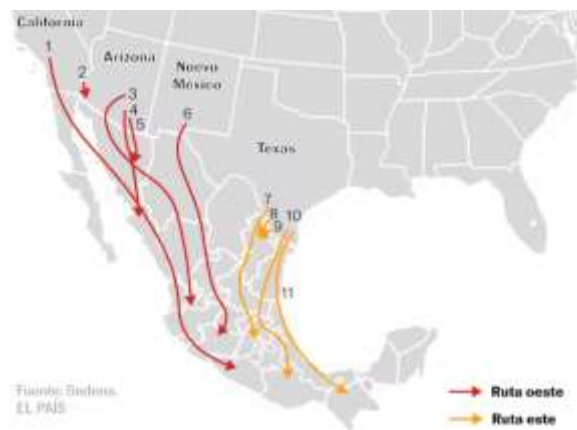 California
1
2
Arizona
3
4
5
Nuevo
México
6
Texas
7
8
9
10
11
Fuente: Sedena.
EL PAÍS
Ruta oeste
Ruta este